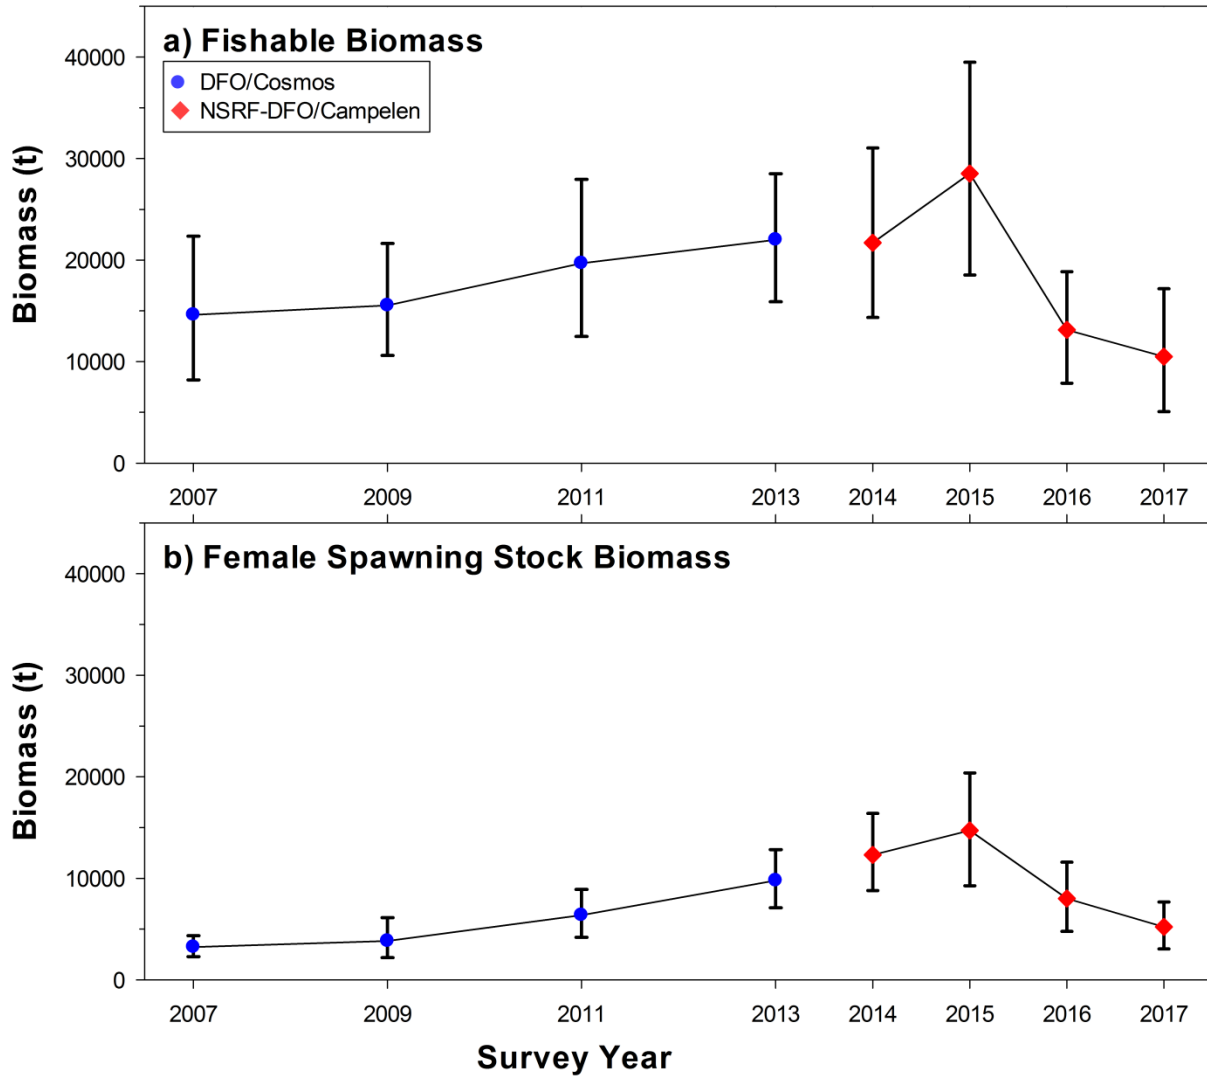 a) Fishable Biomass
DFO/Cosmos
NSRF-DFO/Campelen
Biomass (t)
40000
30000
20000
10000
0
2007 2009 2011 2013 2014 2015 2016 2017
b) Female Spawning Stock Biomass
Biomass (t)
40000
30000
20000
10000
0
2007 2009 2011 2013 2014 2015 2016 2017
Survey Year